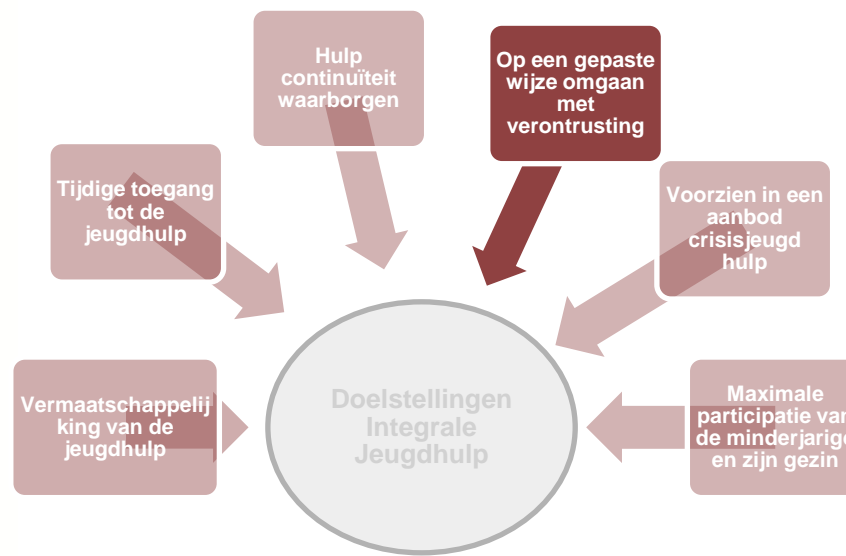 Hulp
continuïteit
waarborgen
Op een gepaste
wijze omgaan
met
verontrusting
Tijdige toegang
tot de
jeugdhulp
Voorzien in een
aanbod
crisisjeugd
hulp
Vermaatschappelij
king van de
jeugdhulp
Doelstellingen
Integrale
Jeugdhulp
Maximale
participatie van
de minderjarige
en zijn gezin